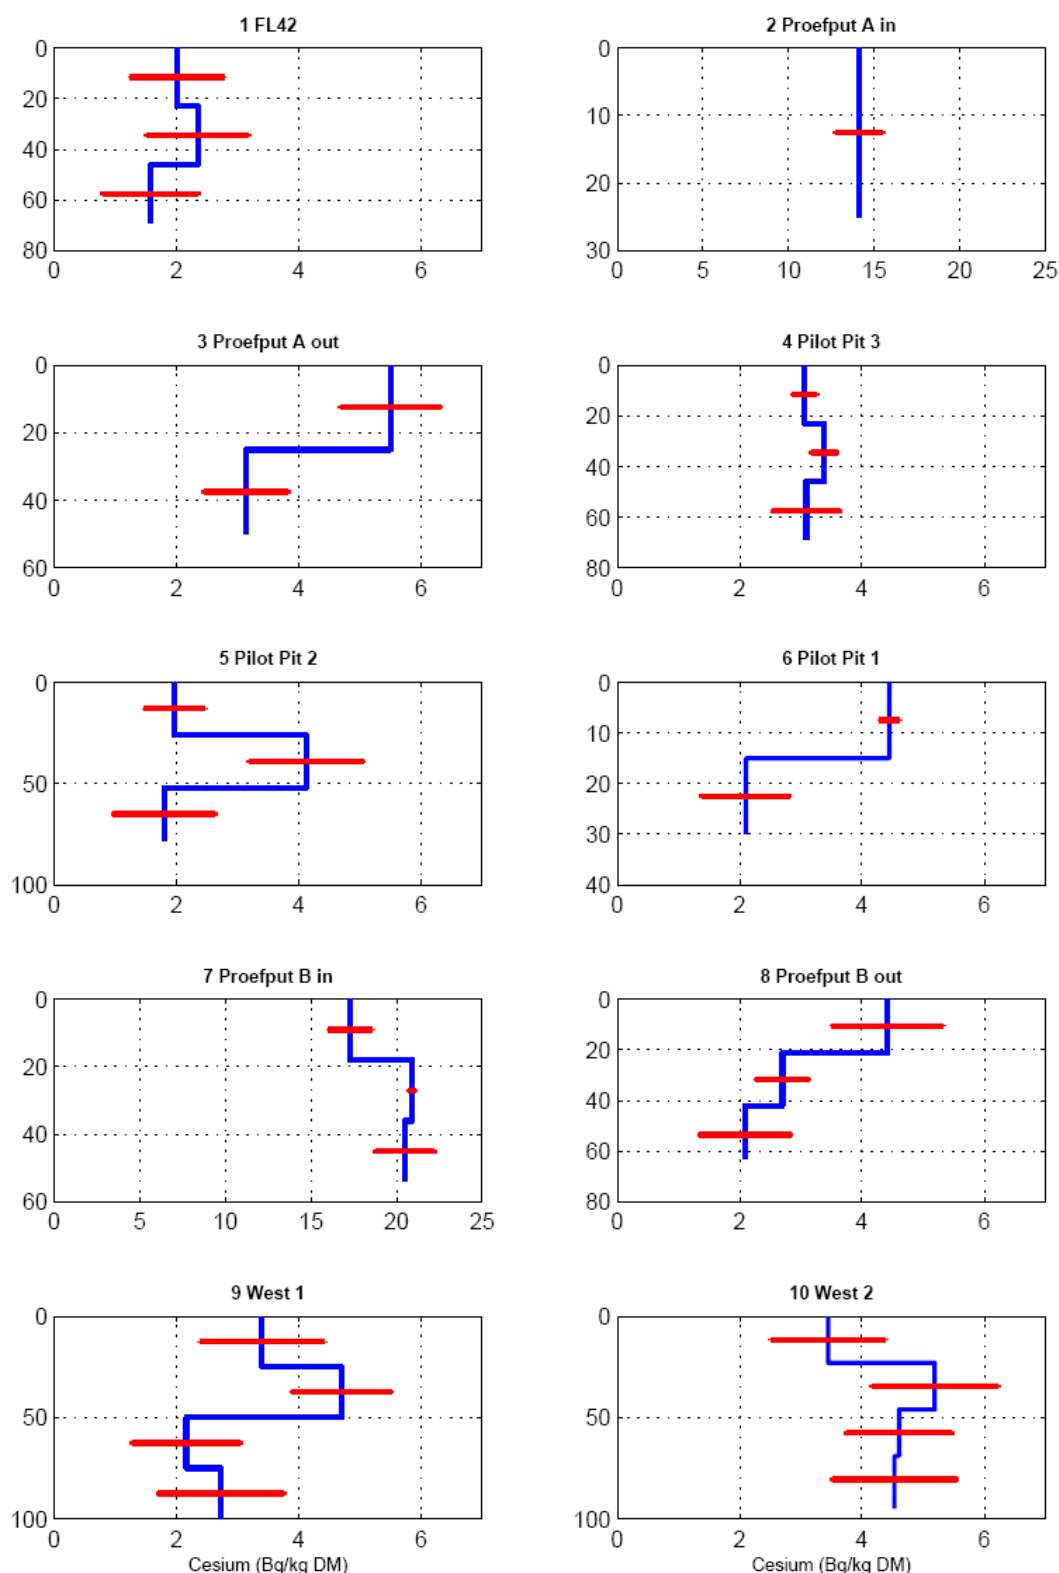 1 FL42
0
20
40
60
80
0 2 4 6
2 Proefput A in
0
10
20
30
0 5 10 15 20 25
3 Proefput A out
0
20
40
60
0 2 4 6
4 Pilot Pit 3
0
20
40
60
80
0 2 4 6
5 Pilot Pit 2
0
50
100
0 2 4 6
6 Pilot Pit 1
0
10
20
30
40
0 2 4 6
7 Proefput B in
0
20
40
60
0 5 10 15 20 25
8 Proefput B out
0
20
40
60
80
0 2 4 6
9 West 1
0
50
100
0 2 4 6
Cesium (Bq/kg DM)
10 West 2
0
50
100
0 2 4 6
Cesium (Bq/kg DM)